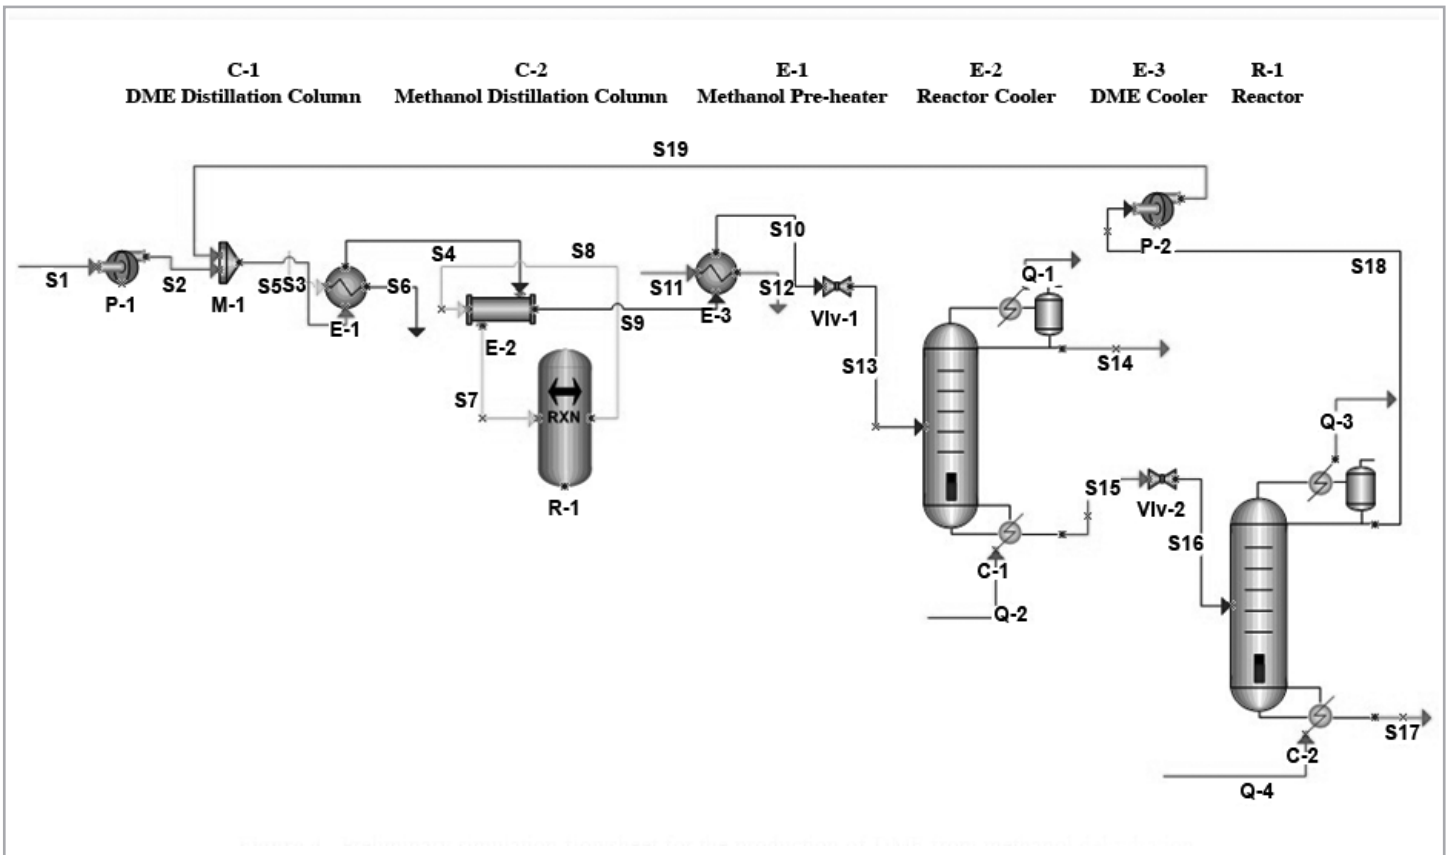 C-1 C-2 E-1 E-2 E-3 R-1
DME Distillation Column Methanol Distillation Column Methanol Pre-heater Reactor Cooler DME Cooler Reactor
S19
S10
P-2
S4 S8
Q-1
S18
S1 P-1 S2 M-1 S5 S3 E-1 S6
S11 S12
E-3
Vlv-1
S9
E-2
S14
S13
S7
RXN
R-1
Q-3
S15
Vlv-2
S16
C-1
Q-2
S17
C-2
Q-4